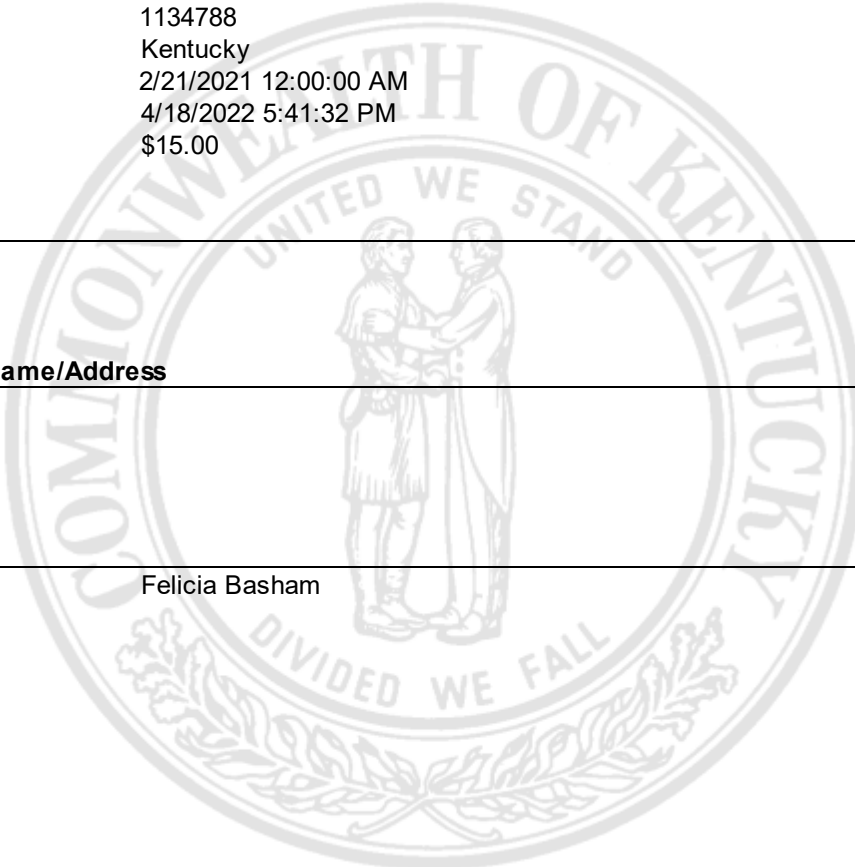 1134788
Kentucky
2/21/2021 12:00:00 AM
4/18/2022 5:41:32 PM
$15.00
COMMONWEALTH OF KENTUCKY
UNITED WE STAND
ame/Address
Felicia Basham
DIVIDED WE FALL